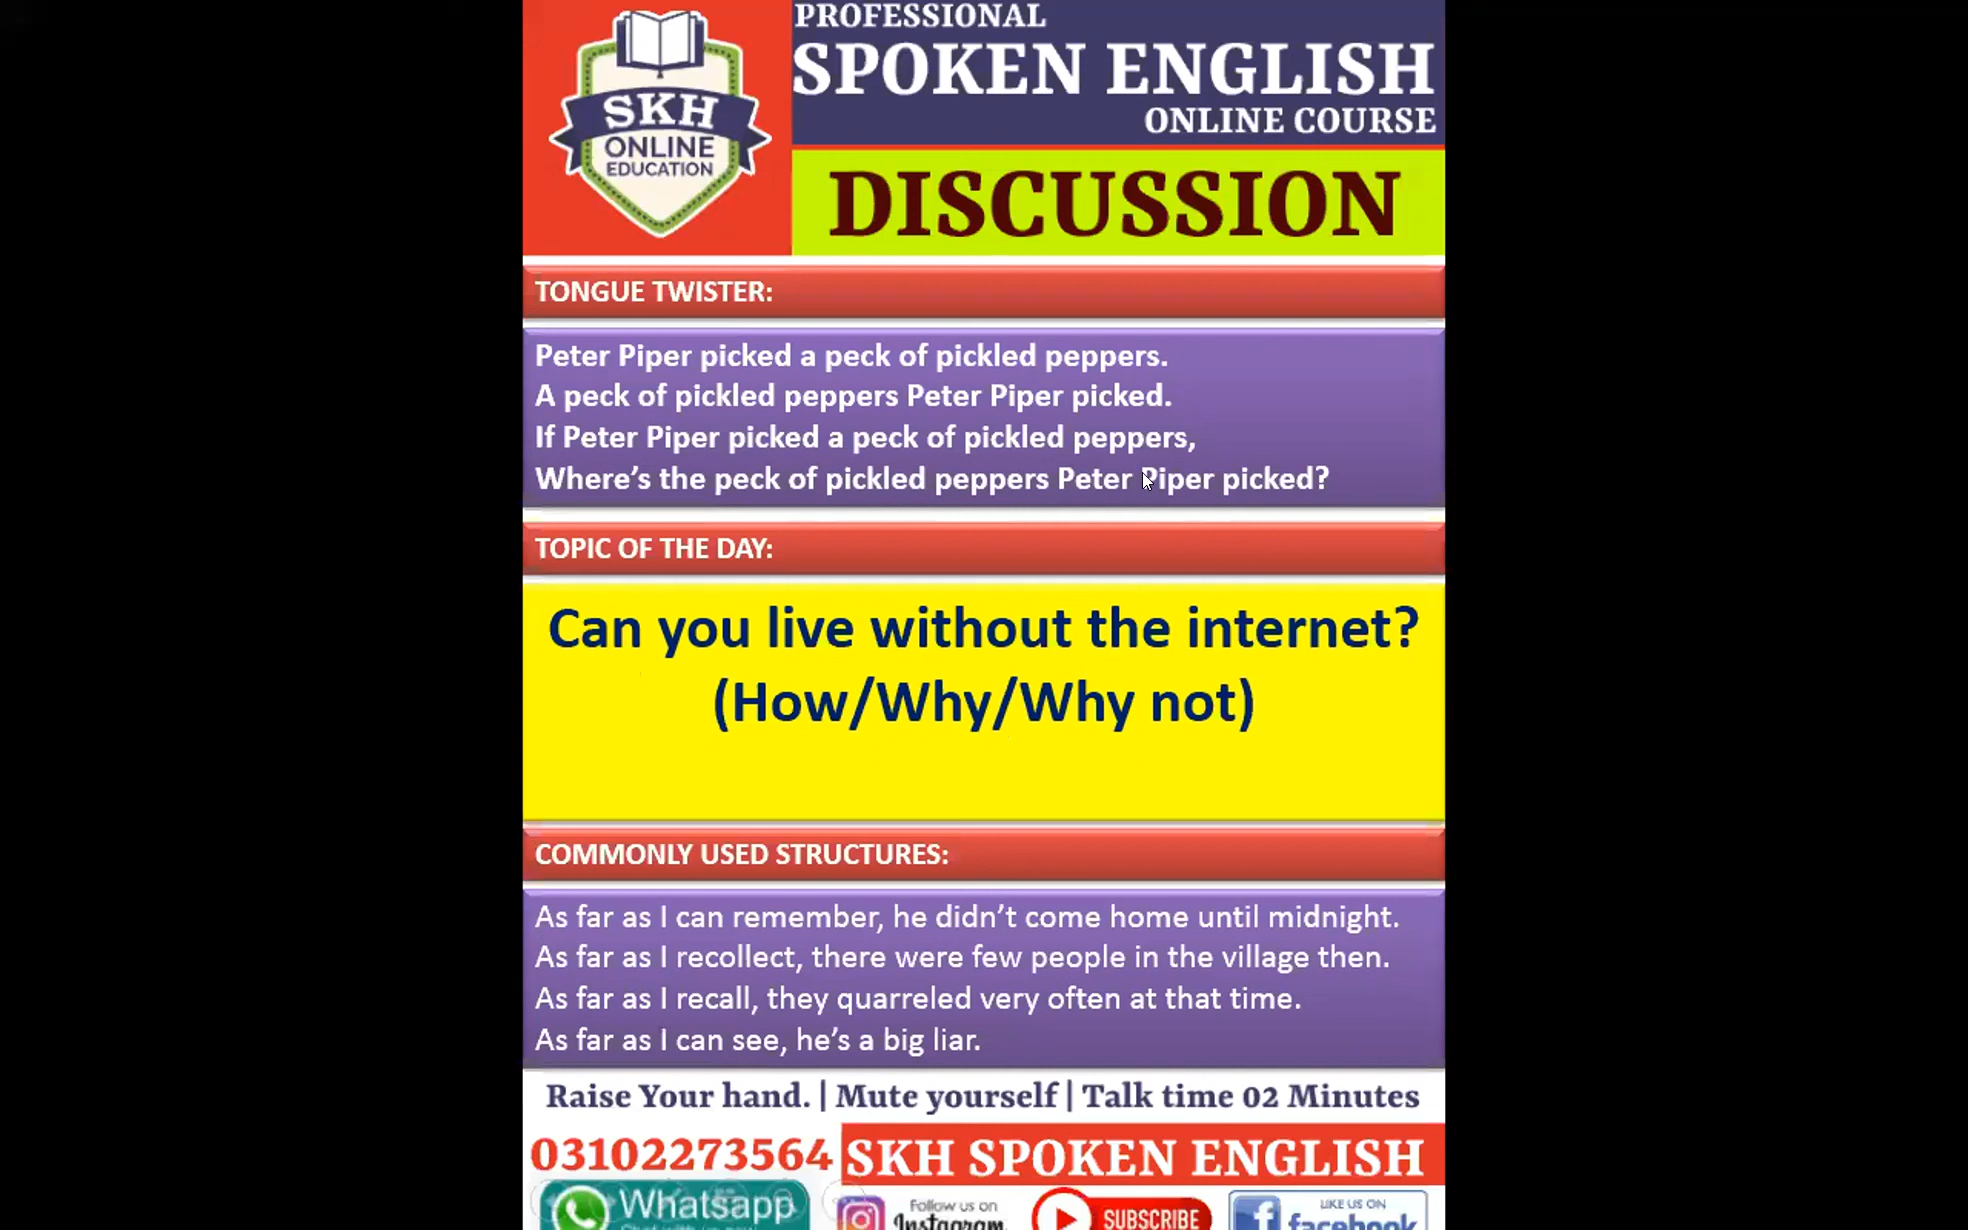 SKH
ONLINE
EDUCATION
PROFESSIONAL
SPOKEN ENGLISH
ONLINE COURSE
DISCUSSION
TONGUE TWISTER:
Peter Piper picked a peck of pickled peppers.
A peck of pickled peppers Peter Piper picked.
If Peter Piper picked a peck of pickled peppers,
Where’s the peck of pickled peppers Peter Piper picked?
TOPIC OF THE DAY:
Can you live without the internet?
(How/Why/Why not)
COMMONLY USED STRUCTURES:
As far as I can remember, he didn’t come home until midnight.
As far as I recollect, there were few people in the village then.
As far as I recall, they quarreled very often at that time.
As far as I can see, he’s a big liar.
Raise Your hand. | Mute yourself | Talk time 02 Minutes
03102273564 SKH SPOKEN ENGLISH
Whatsapp
Follow us on
Instagram
SUBSCRIBE
LIKE US ON
facebook